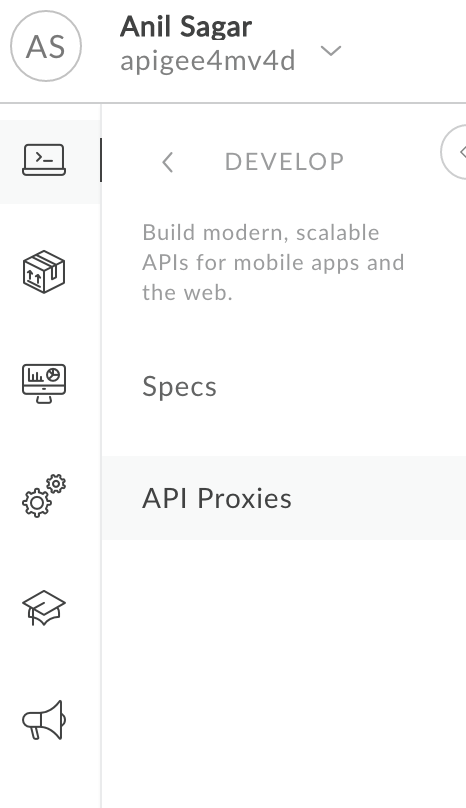 AS
Anil Sagar
apigee4mv4d
DEVELOP
Build modern, scalable
APIs for mobile apps and
the web.
Specs
API Proxies